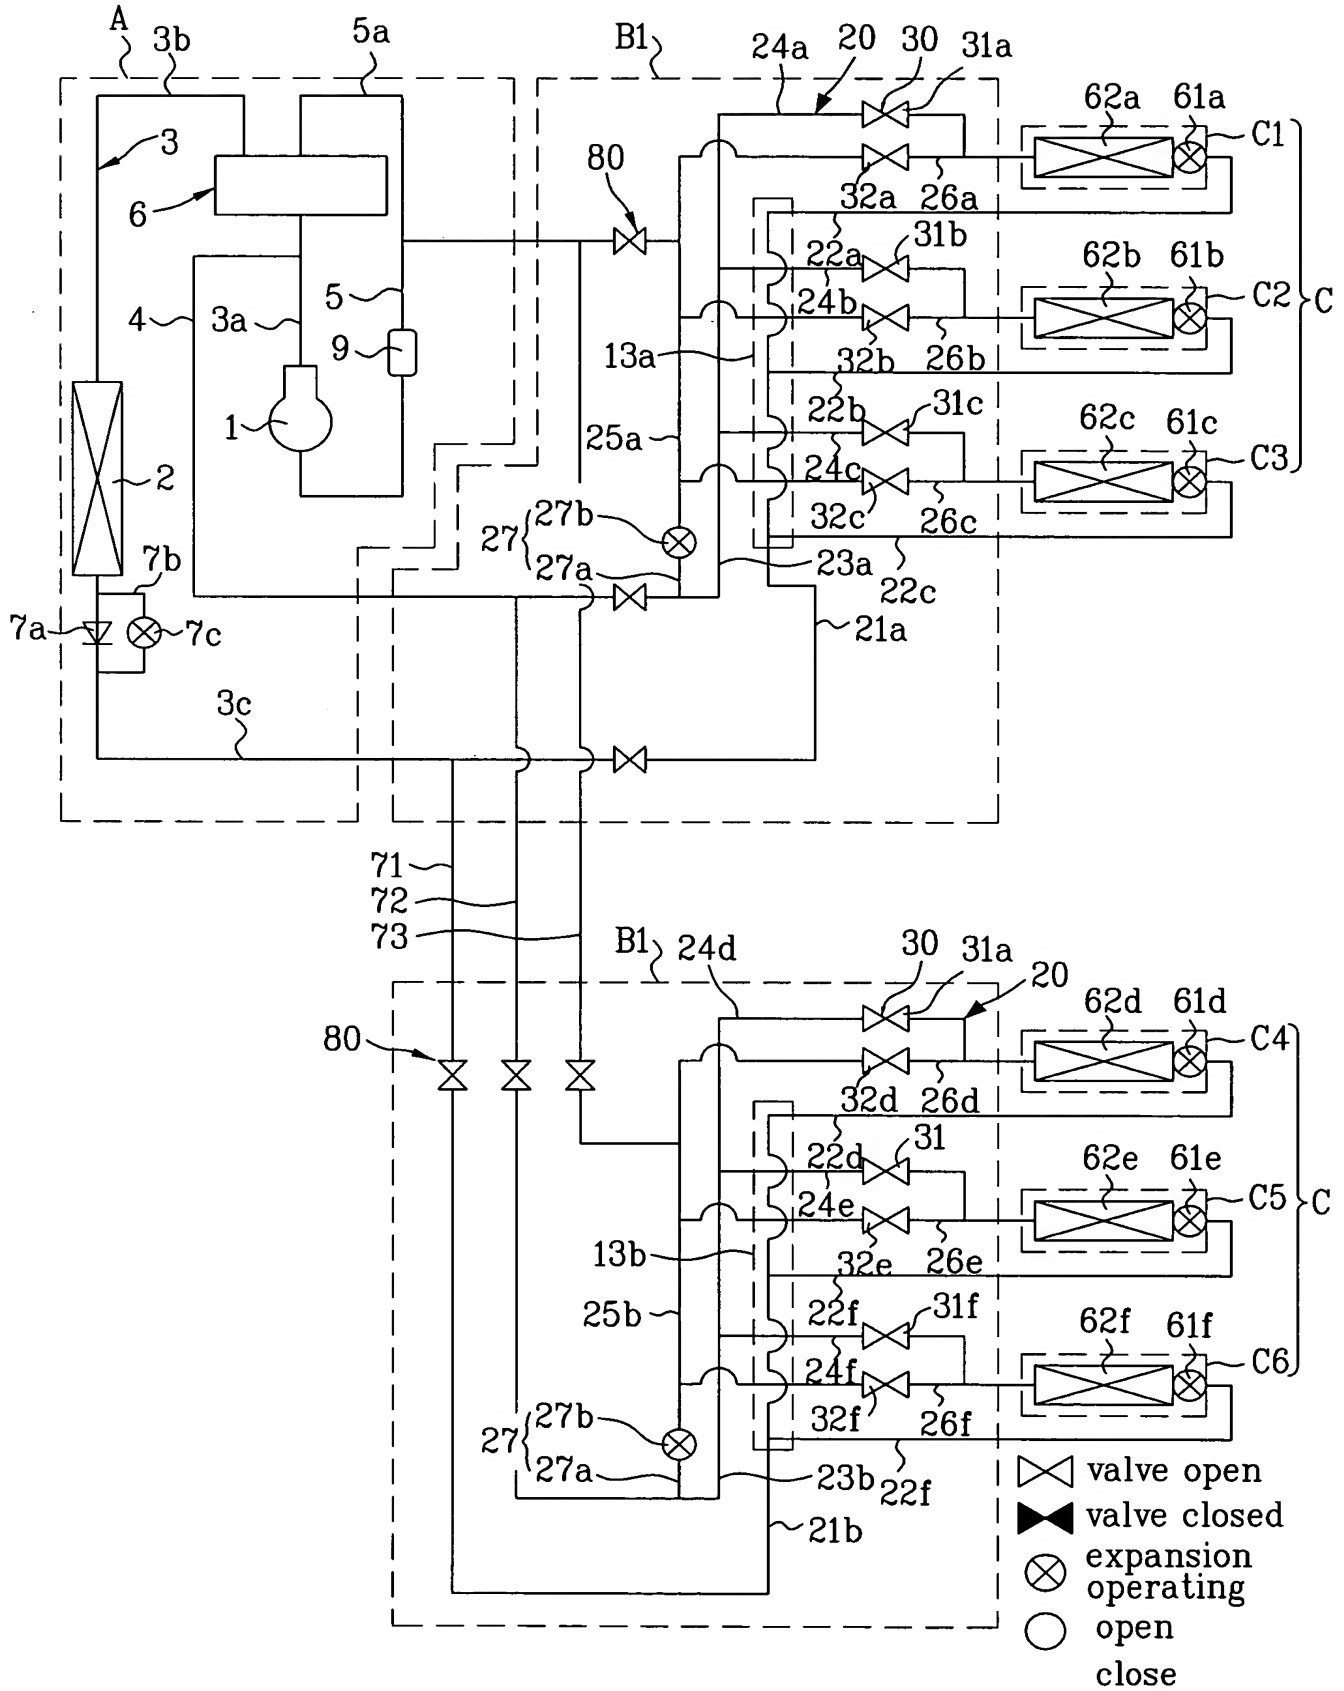 A
3b
5a
B1
24a
20
30
31a
62a
61a
C1
3
80
6
32a
26a
31b
22a
62b
61b
C2
C
5
24b
4
3a
9
13a
32b
26b
22b
31c
62c
61c
1
25a
C3
2
24c
27b
32c
26c
27
27a
23a
22c
7b
7a
7c
21a
3c
71
72
73
B1
24d
30
31a
20
62d
61d
C4
80
32d
26d
22d
31
62e
61e
24e
C5
C
13b
32e
26e
25b
22f
31f
62f
61f
24f
C6
27b
32f
26f
27
27a
23b
22f
21b
valve open
valve closed
expansion
operating
open
close